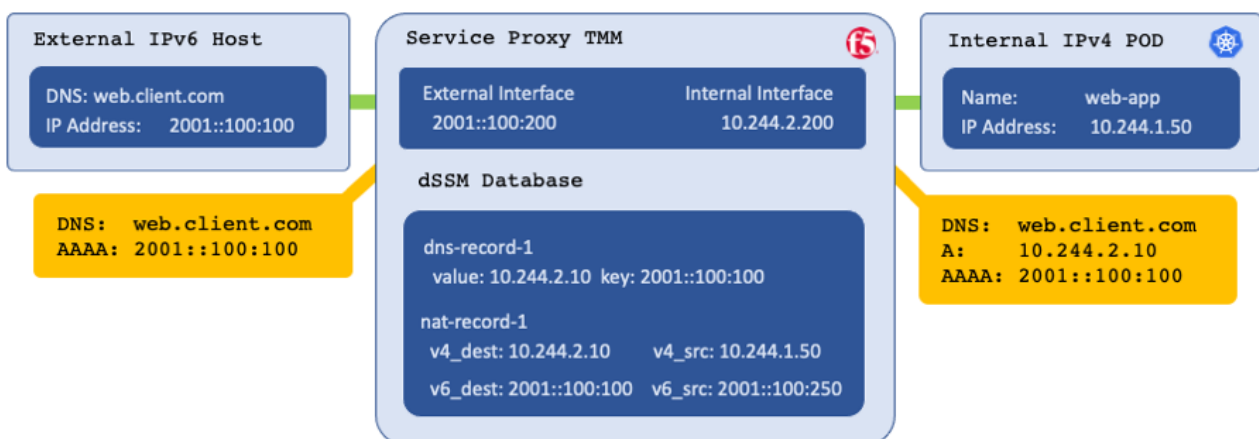 External IPv6 Host
DNS: web.client.com
IP Address: 2001::100:100
DNS: web.client.com
AAAA: 2001::100:100
Service Proxy TMM
f5
External Interface Internal Interface
2001::100:200 10.244.2.200
dSSM Database
dns-record-1
value: 10.244.2.10 key: 2001::100:100
nat-record-1
v4_dest: 10.244.2.10 v4_src: 10.244.1.50
v6_dest: 2001::100:100 v6_src: 2001::100:250
Internal IPv4 POD
Name: web-app
IP Address: 10.244.1.50
DNS: web.client.com
A: 10.244.2.10
AAAA: 2001::100:100